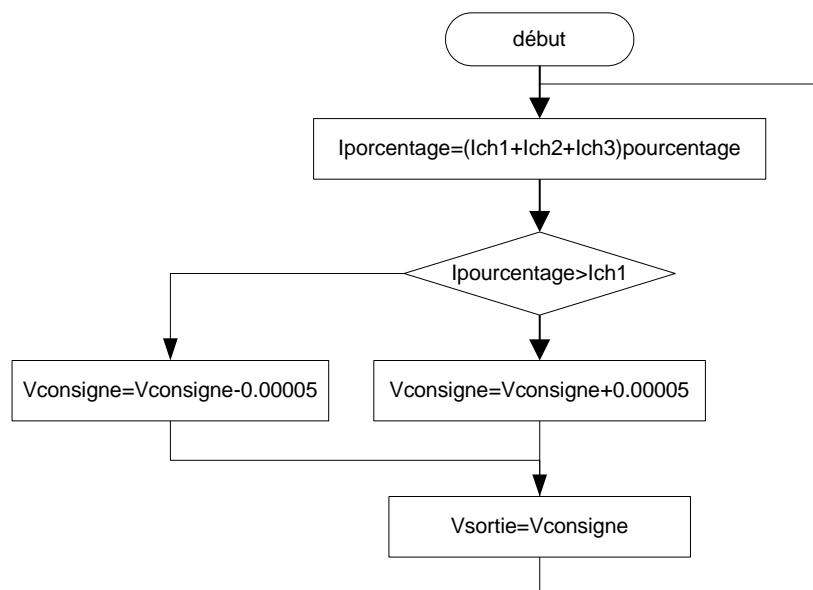 début
Iporcentage=(Ich1+Ich2+Ich3)pourcentage
Ipourcentage>Ich1
Vconsigne=Vconsigne-0.00005
Vconsigne=Vconsigne+0.00005
Vsortie=Vconsigne